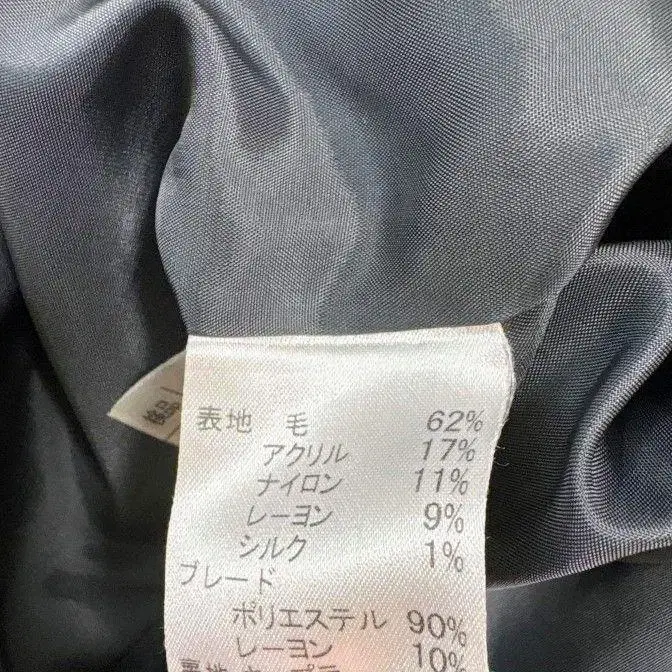 表地 毛 62%
アクリル 17%
ナイロン 11%
レーヨン 9%
シルク 1%
ブレード
ポリエステル 90%
レーヨン 10%
検品